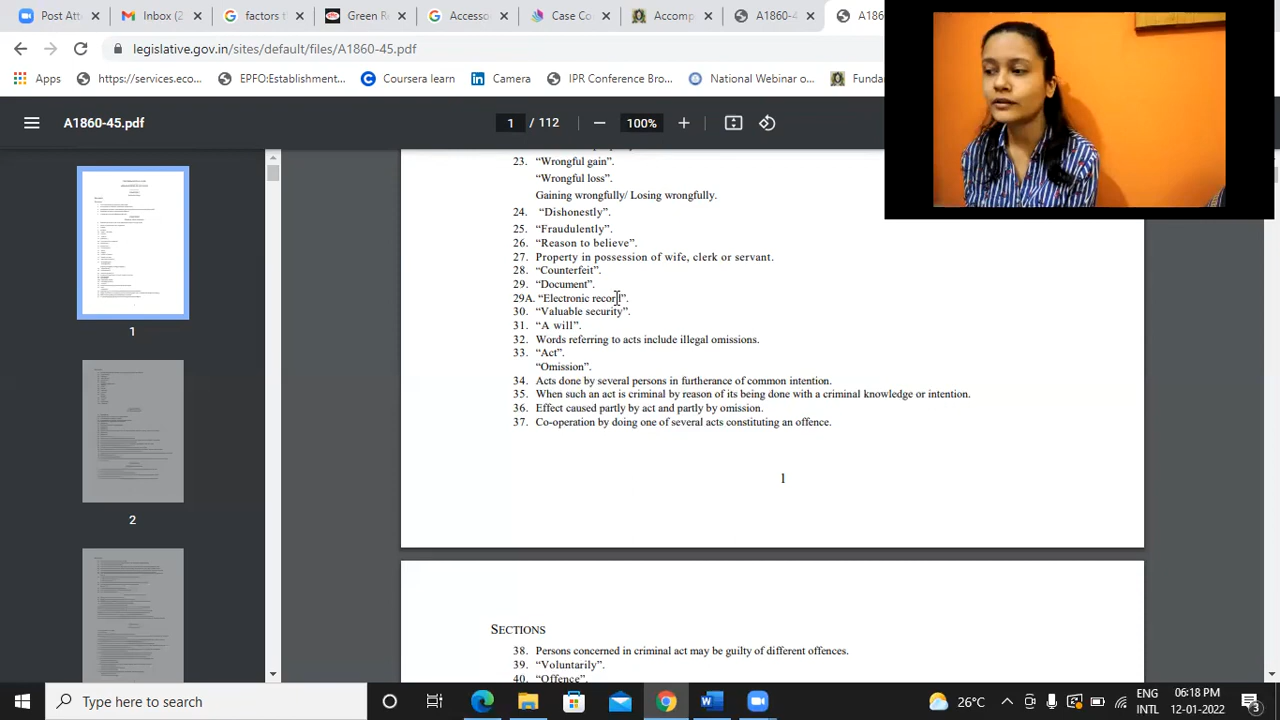 Post Att
Inbox (2
factors
Green R
Access
Case Co
Accomp
A1860-4
A186
legislative.gov.in/sites/default/files/A1860-45.pdf
Apps
https://services.eco...
EPFO:Establishment:
Coursera learn
Camera
IPR Conference Bro...
National Webinar o
Funda
A1860-45.pdf
1 / 112
100%
1
2
23. “Wrongful gain”.
“Wrongful loss”.
Gaining wrongfully/ Losing wrongfully.
24. “Dishonestly”.
25. “Fraudulently”.
26. “Reason to believe”.
27. Property in possession of wife, clerk or servant.
28. “Counterfeit”.
29. “Document”.
29A. “Electronic record”.
30. “Valuable security”.
31. “A will”.
32. Words referring to acts include illegal omissions.
33. “Act”.
“Omission”.
34. Acts done by several persons in furtherance of common intention.
35. When such an act is criminal by reason of its being done with a criminal knowledge or intention.
36. Effect caused partly by act and partly by omission.
37. Co-operation by doing one of several acts constituting an offence.
1
SECTIONS
38. Persons concerned in criminal act may be guilty of different offences.
39. “Voluntarily”.
40. “Offence”.
Type here to search
26°C
ENG
INTL
06:18 PM
12-01-2022
3